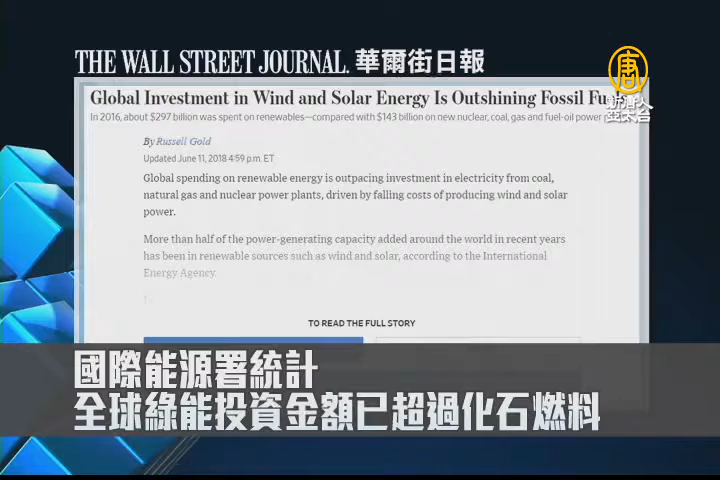 THE WALL STREET JOURNAL. 華爾街日報
唐
新唐人
亞太台
Global Investment in Wind and Solar Energy Is Outshining Fossil
In 2016, about $297 billion was spent on renewables—compared with $143 billion on new nuclear, coal, gas and fuel-oil power
By Russell Gold
Updated June 11, 2018 4:59 p.m. ET
Global spending on renewable energy is outpacing investment in electricity from coal,
natural gas and nuclear power plants, driven by falling costs of producing wind and solar
power.
More than half of the power-generating capacity added around the world in recent years
has been in renewable sources such as wind and solar, according to the International
Energy Agency.
TO READ THE FULL STORY
國際能源署統計
全球綠能投資金額已超過化石燃料